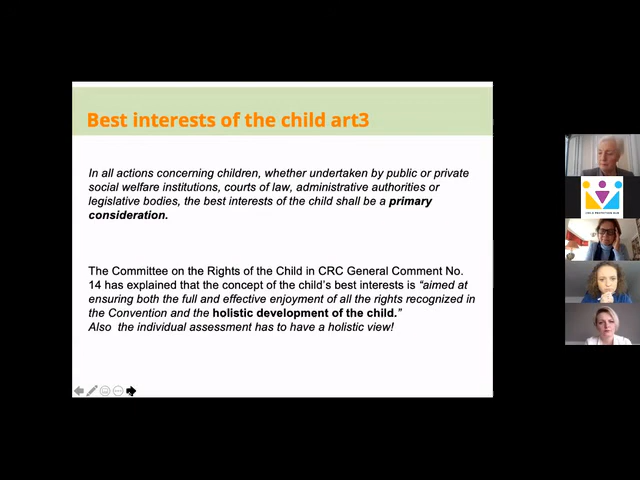 Best interests of the child art3
In all actions concerning children, whether undertaken by public or private
social welfare institutions, courts of law, administrative authorities or
legislative bodies, the best interests of the child shall be a primary
consideration.
The Committee on the Rights of the Child in CRC General Comment No.
14 has explained that the concept of the child's best interests is “aimed at
ensuring both the full and effective enjoyment of all the rights recognized in
the Convention and the holistic development of the child.”
Also the individual assessment has to have a holistic view!
CHILD PROTECTION HUB